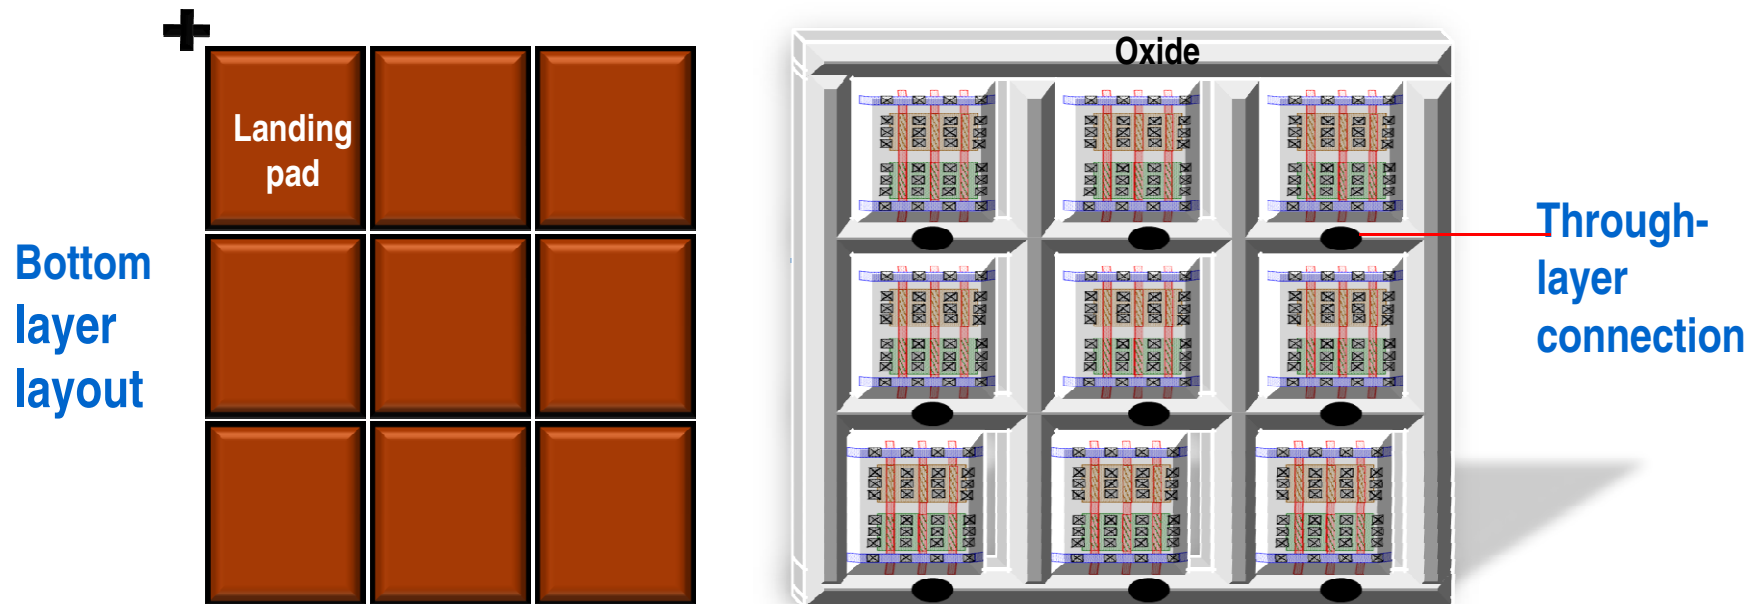 Oxide
Landing
pad
Bottom
layer
layout
Through-
layer
connection